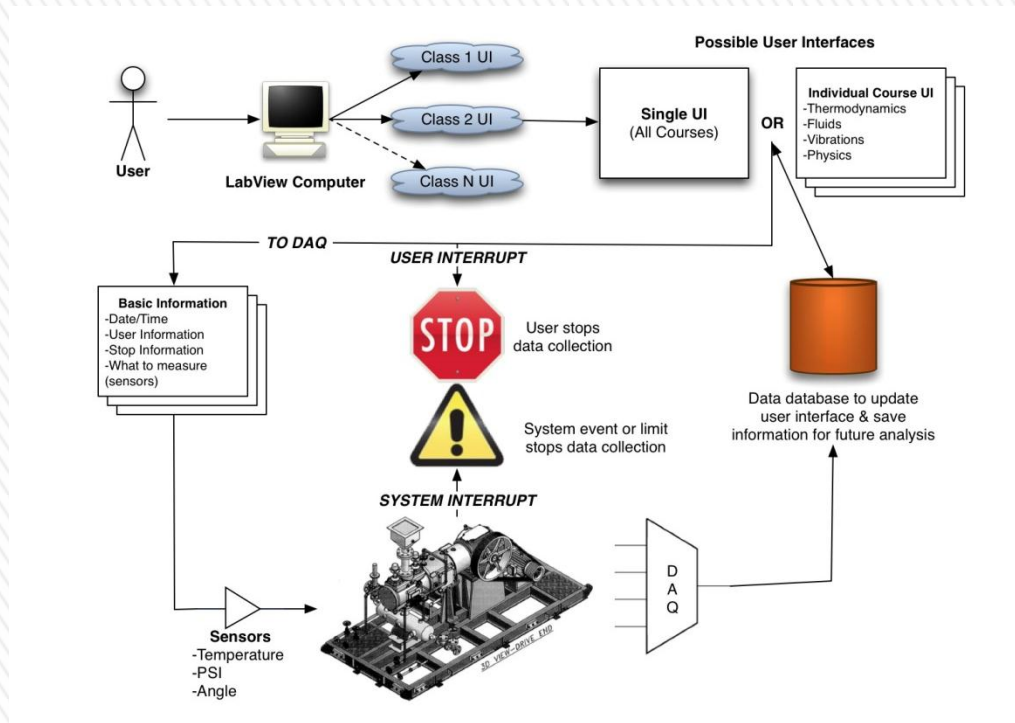 Possible User Interfaces
Class 1 UI
Class 2 UI
Class N UI
User
LabView Computer
Single UI
(All Courses)
OR
Individual Course UI
-Thermodynamics
-Fluids
-Vibrations
-Physics
TO DAQ
USER INTERRUPT
Basic Information
-Date/Time
-User Information
-Stop Information
-What to measure
(sensors)
STOP
User stops
data collection
System event or limit
stops data collection
SYSTEM INTERRUPT
Data database to update
user interface & save
information for future analysis
Sensors
-Temperature
-PSI
-Angle
3D VIEW-DRIVE END
D
A
Q